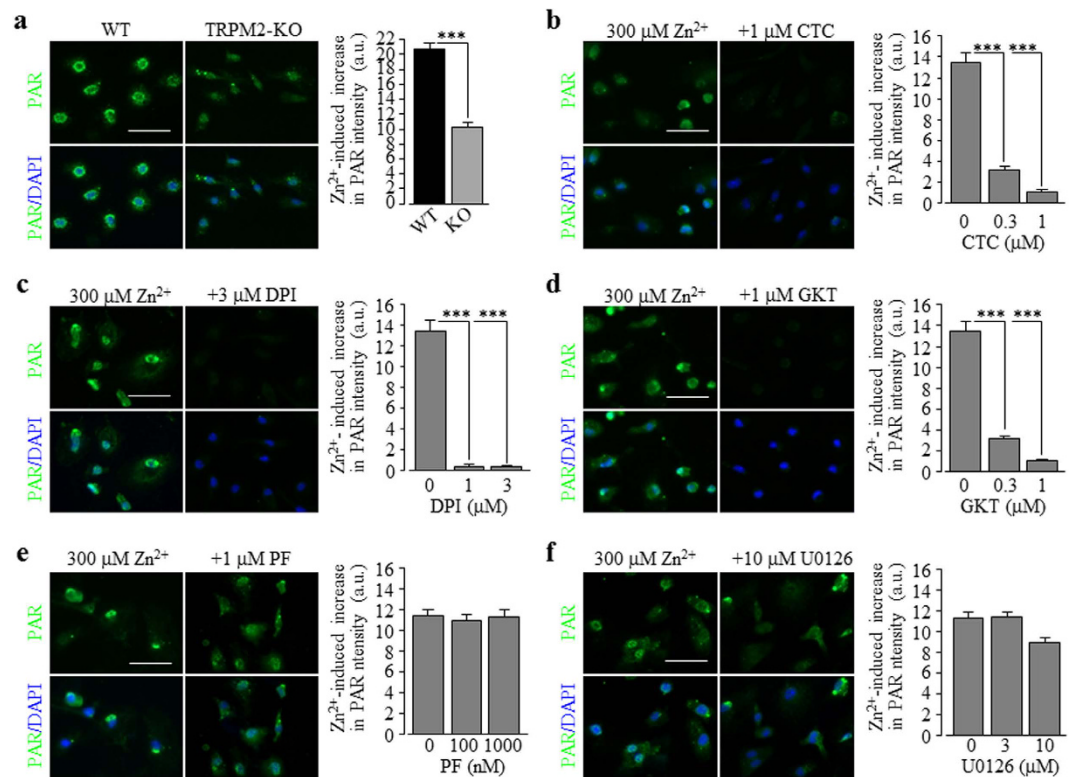 a
WT TRPM2-KO
PAR
PAR/DAPI
Zn²⁺-induced increase
in PAR intensity (a.u.)
22
20
18
16
14
12
10
8
6
4
2
0
***
WT KO
b
300 µM Zn²⁺ +1 µM CTC
PAR
PAR/DAPI
Zn²⁺- induced increase
in PAR intensity (a.u.)
16
14
12
10
8
6
4
2
0
*** ***
0 0.3 1
CTC (µM)
c
300 µM Zn²⁺ +3 µM DPI
PAR
PAR/DAPI
Zn²⁺- induced increase
in PAR intensity (a.u.)
16
14
12
10
8
6
4
2
0
*** ***
0 1 3
DPI (µM)
d
300 µM Zn²⁺ +1 µM GKT
PAR
PAR/DAPI
Zn²⁺- induced increase
in PAR intensity (a.u.)
16
14
12
10
8
6
4
2
0
*** ***
0 0.3 1
GKT (µM)
e
300 µM Zn²⁺ +1 µM PF
PAR
PAR/DAPI
Zn²⁺-induced increase
in PAR intensity (a.u.)
16
14
12
10
8
6
4
2
0
0 100 1000
PF (nM)
f
300 µM Zn²⁺ +10 µM U0126
PAR
PAR/DAPI
Zn²⁺-induced increase
in PAR ntensity (a.u.)
16
14
12
10
8
6
4
2
0
0 3 10
U0126 (µM)